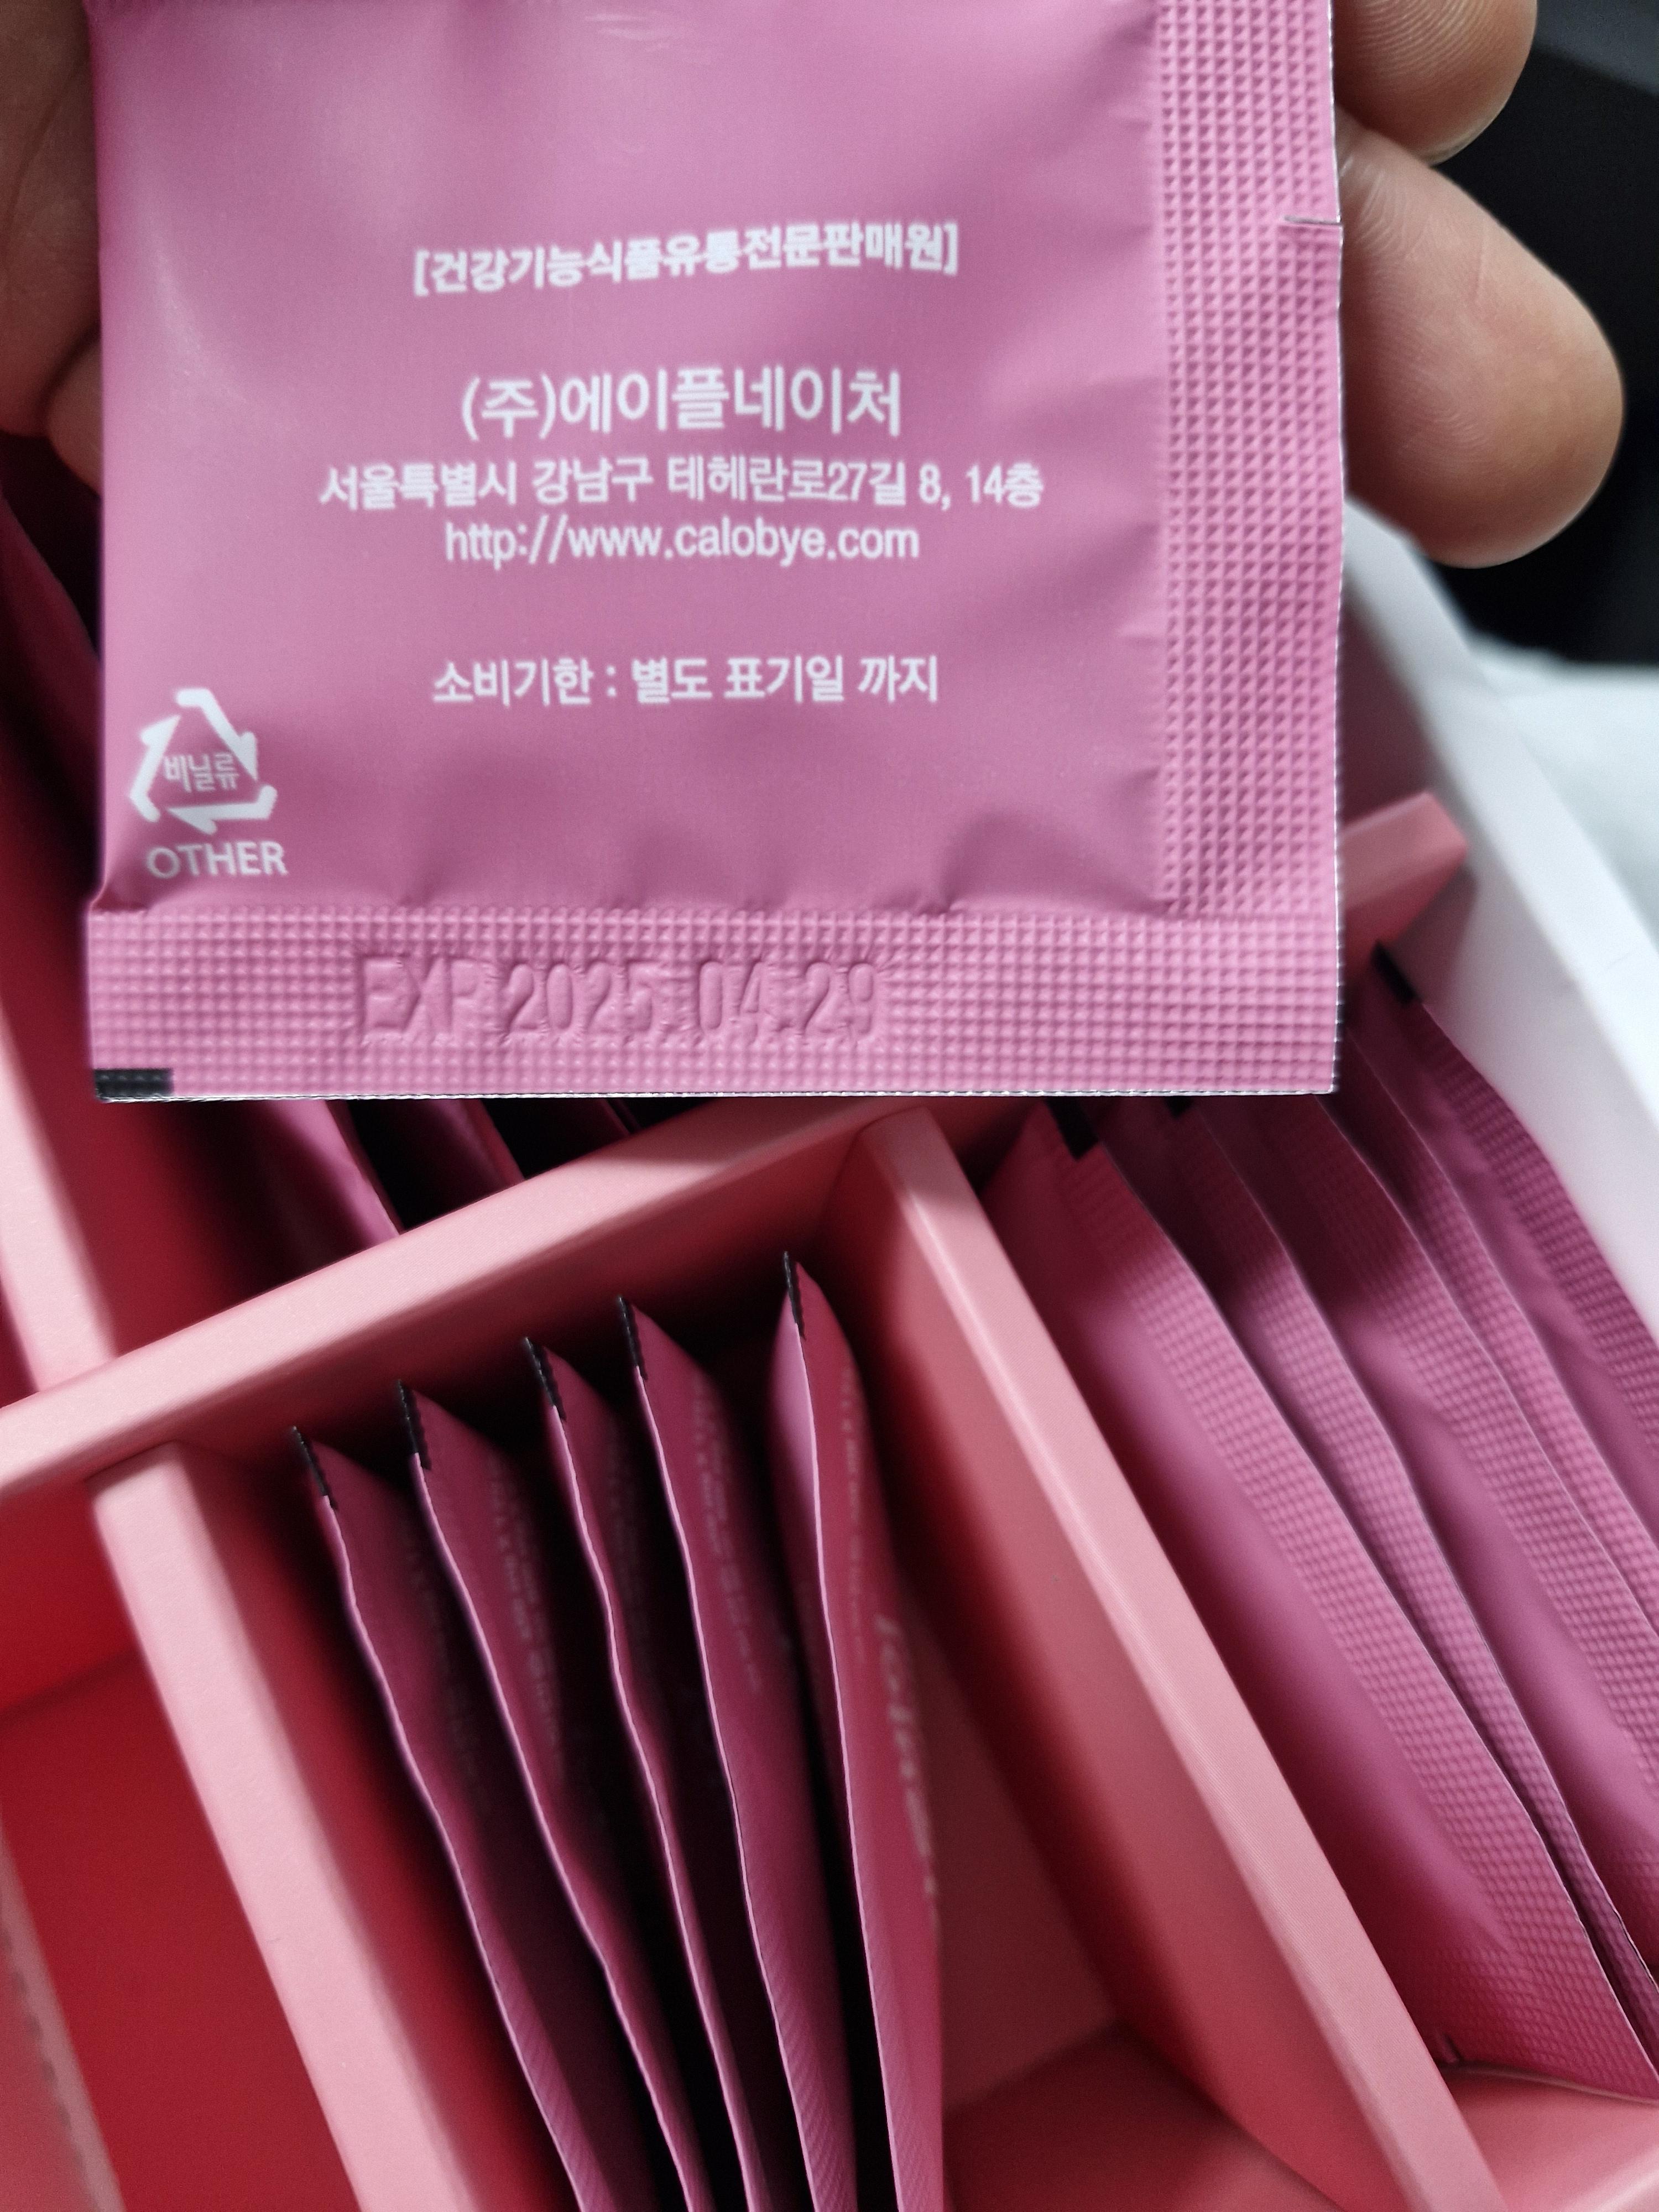 [건강기능식품유통전문판매원]
(주)에이플네이처
서울특별시 강남구 테헤란로27길 8, 14층
http://www.calobye.com
소비기한 : 별도 표기일 까지
비닐류
OTHER
EXP 2025.04.29